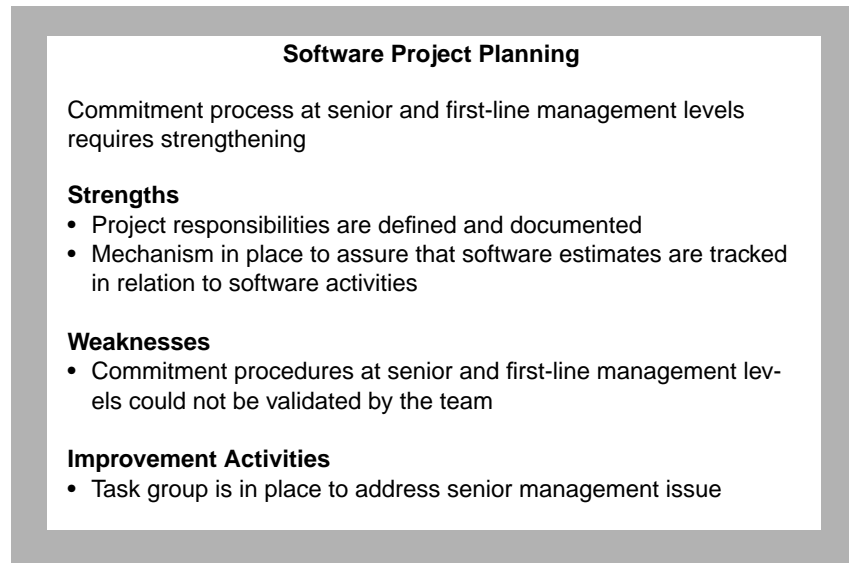 Software Project Planning
Commitment process at senior and first-line management levels
requires strengthening
Strengths
• Project responsibilities are defined and documented
• Mechanism in place to assure that software estimates are tracked
in relation to software activities
Weaknesses
• Commitment procedures at senior and first-line management lev-
els could not be validated by the team
Improvement Activities
• Task group is in place to address senior management issue